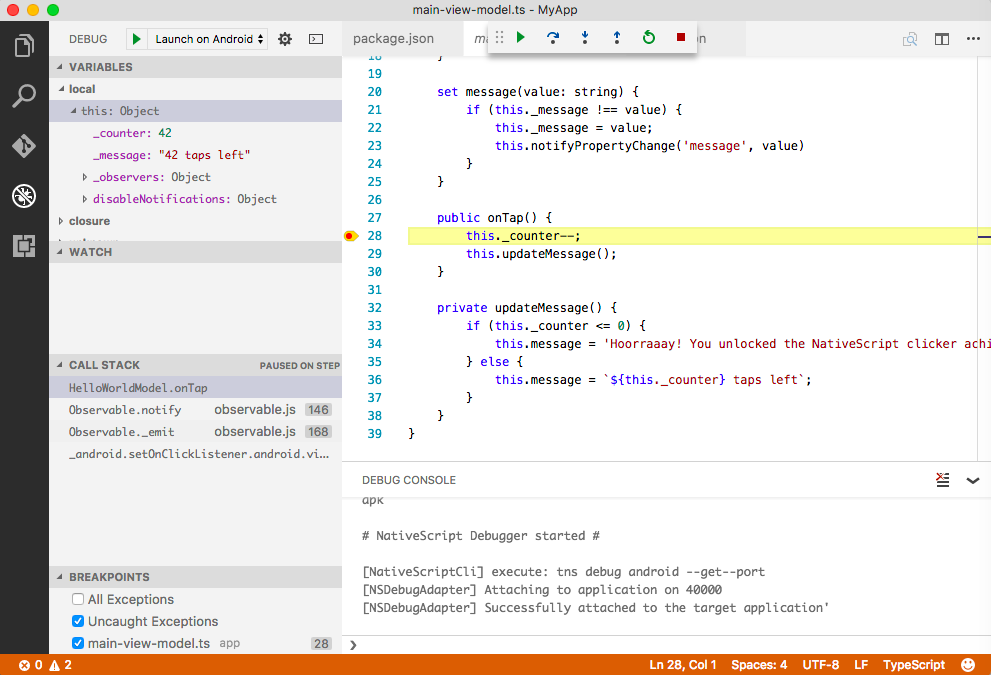 main-view-model.ts - MyApp
DEBUG
Launch on Android
package.json
VARIABLES
local
this: Object
_counter: 42
_message: "42 taps left"
_observers: Object
disableNotifications: Object
closure
WATCH
CALL STACK
PAUSED ON STEP
HelloWorldModel.onTap
Observable.notify observable.js 146
Observable._emit observable.js 168
_android.setOnClickListener.android.vi...
BREAKPOINTS
All Exceptions
Uncaught Exceptions
main-view-model.ts app 28
18 }
19
20 set message(value: string) {
21 if (this._message !== value) {
22 this._message = value;
23 this.notifyPropertyChange('message', value)
24 }
25 }
26
27 public onTap() {
28 this._counter--;
29 this.updateMessage();
30 }
31
32 private updateMessage() {
33 if (this._counter <= 0) {
34 this.message = 'Hoorraaay! You unlocked the NativeScript clicker achi
35 } else {
36 this.message = `${this._counter} taps left`;
37 }
38 }
39 }
DEBUG CONSOLE
apk
# NativeScript Debugger started #
[NativeScriptCli] execute: tns debug android --get--port
[NSDebugAdapter] Attaching to application on 40000
[NSDebugAdapter] Successfully attached to the target application'
0 2
Ln 28, Col 1 Spaces: 4 UTF-8 LF TypeScript